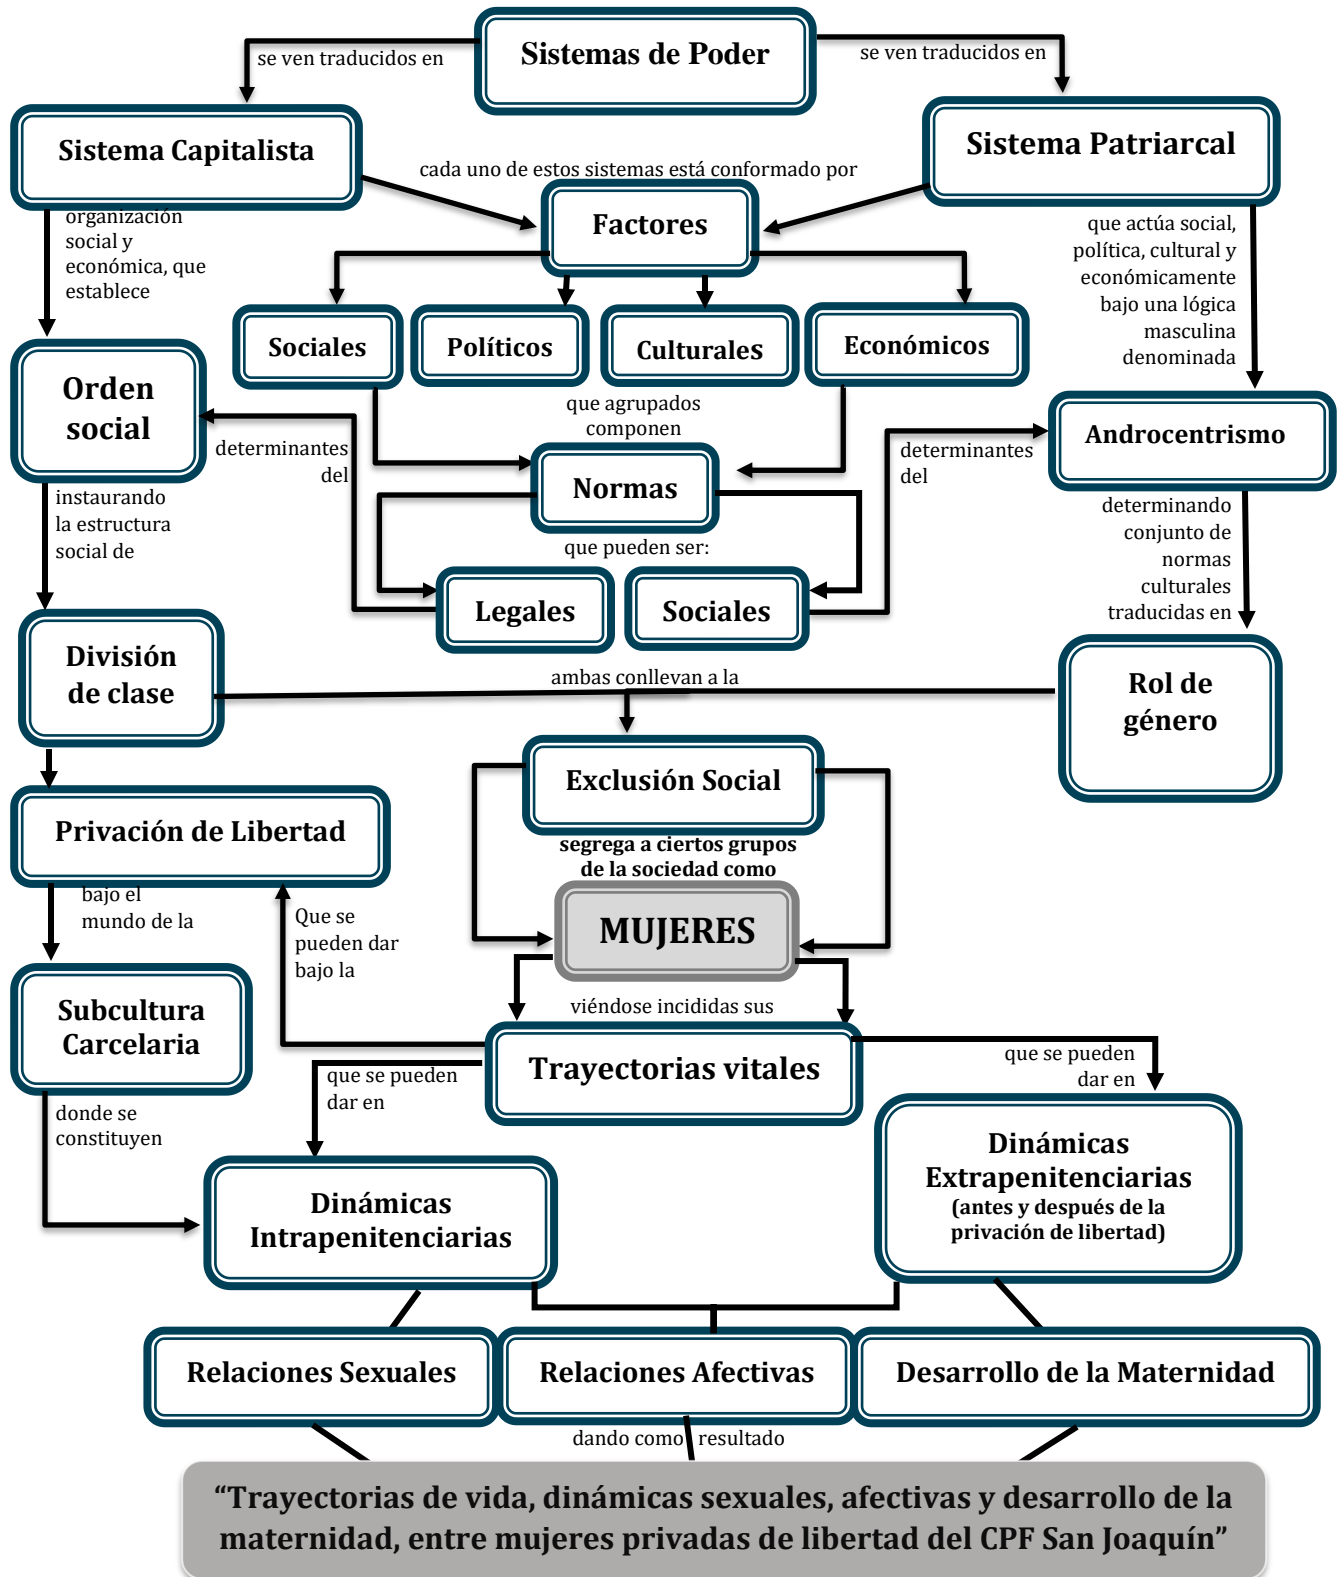 Sistemas de Poder
se ven traducidos en
se ven traducidos en
Sistema Capitalista
Sistema Patriarcal
cada uno de estos sistemas está conformado por
Factores
organización
social y
económica, que
establece
que actúa social,
política, cultural y
económicamente
bajo una lógica
masculina
denominada
Sociales
Políticos
Culturales
Económicos
Orden
social
que agrupados
componen
Androcentrismo
determinantes
del
determinantes
del
Normas
instaurando
la estructura
social de
que pueden ser:
determinando
conjunto de
normas
culturales
traducidas en
Legales
Sociales
División
de clase
ambas conllevan a la
Rol de
género
Exclusión Social
Privación de Libertad
segrega a ciertos grupos
de la sociedad como
bajo el
mundo de la
Que se
pueden dar
bajo la
MUJERES
Subcultura
Carcelaria
viéndose incididas sus
Trayectorias vitales
que se pueden
dar en
que se pueden
dar en
donde se
constituyen
Dinámicas
Extrapenitenciarias
(antes y después de la
privación de libertad)
Dinámicas
Intrapenitenciarias
Relaciones Sexuales
Relaciones Afectivas
Desarrollo de la Maternidad
dando como resultado
“Trayectorias de vida, dinámicas sexuales, afectivas y desarrollo de la
maternidad, entre mujeres privadas de libertad del CPF San Joaquín”